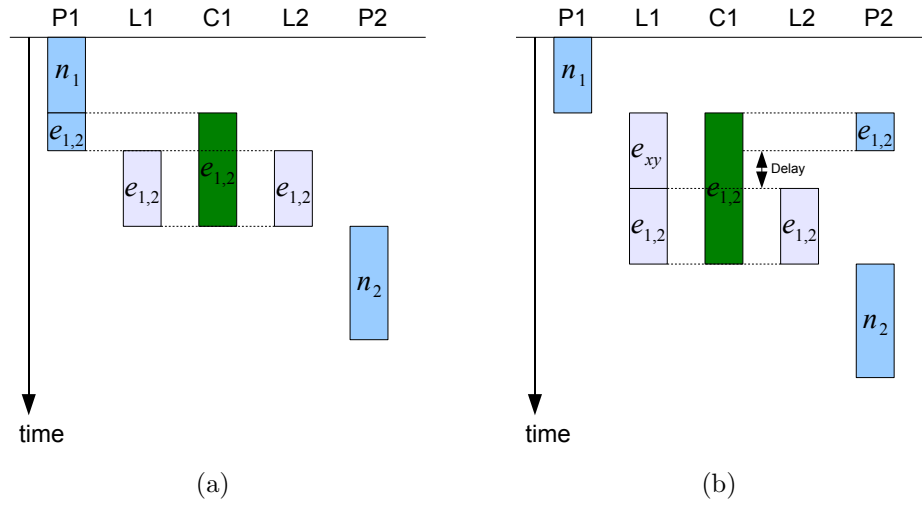 P1 L1 C1 L2 P2
n1
e1,2
e1,2
e1,2
e1,2
n2
time
(a)
P1 L1 C1 L2 P2
n1
exy
e1,2
e1,2
Delay
e1,2
e1,2
n2
time
(b)